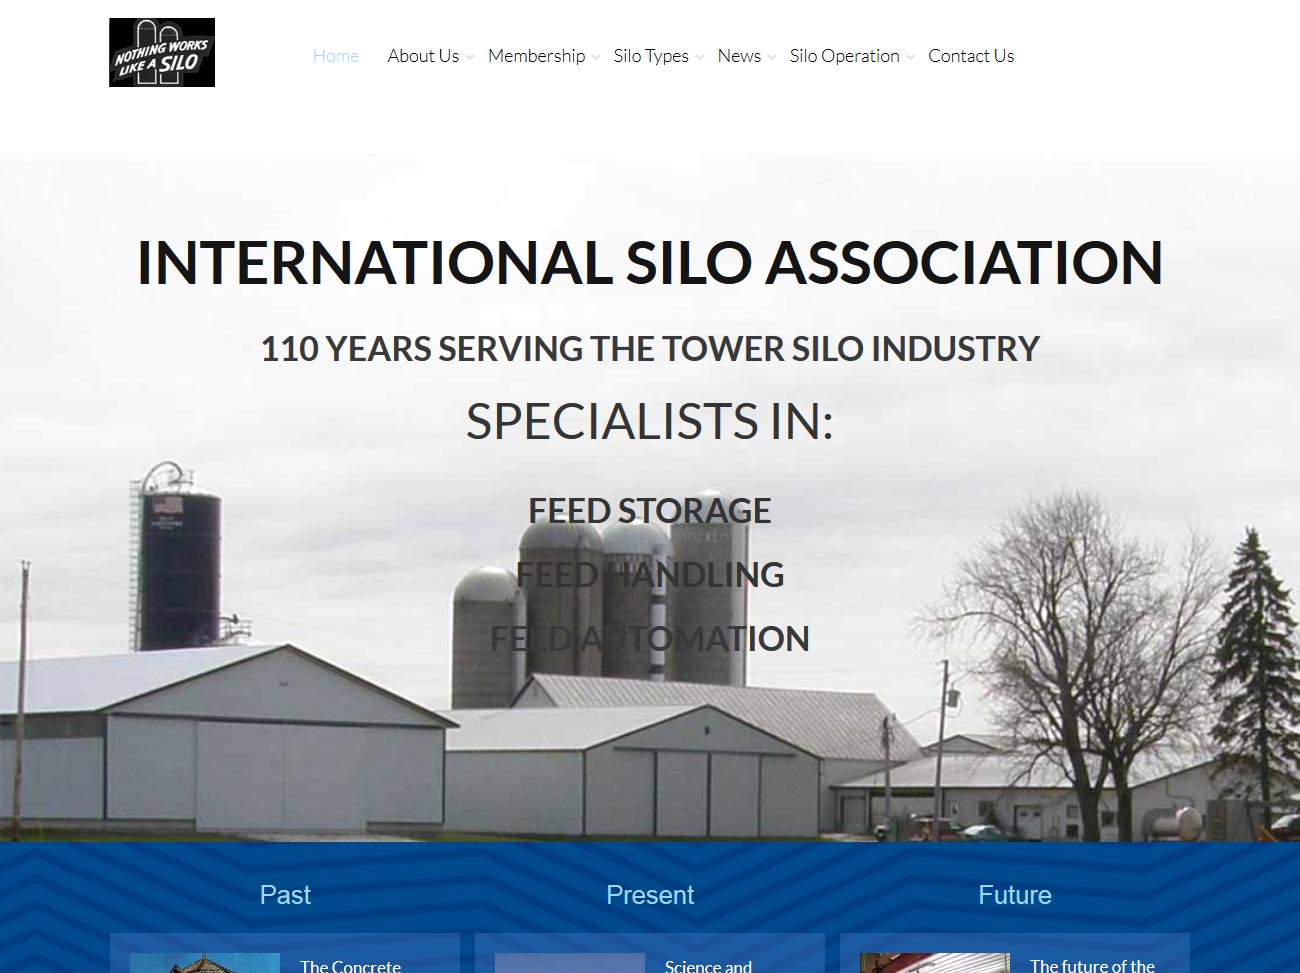 NOTHING WORKS
LIKE A SILO
Home
About Us
Membership
Silo Types
News
Silo Operation
Contact Us
INTERNATIONAL SILO ASSOCIATION
110 YEARS SERVING THE TOWER SILO INDUSTRY
SPECIALISTS IN:
FEED STORAGE
FEED HANDLING
FEED AUTOMATION
Past
Present
Future
The Concrete
Science and
The future of the